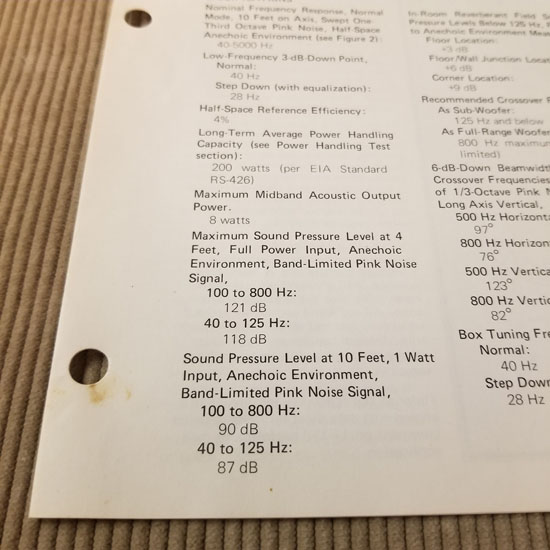 Nominal Frequency Response, Normal
Mode, 10 Feet on Axis, Swept One-
Third Octave Pink Noise, Half Space
Anechoic Environment (see Figure 2):
40-5000 Hz
Low-Frequency 3-dB-Down Point,
Normal:
40 Hz
Step Down (with equalization):
28 Hz
Half-Space Reference Efficiency:
4%
Long-Term Average Power Handling
Capacity (see Power Handling Test
section):
200 watts (per EIA Standard
RS-426)
Maximum Midband Acoustic Output
Power.
8 watts
Maximum Sound Pressure Level at 4
Feet, Full Power Input, Anechoic
Environment, Band-Limited Pink Noise
Signal,
100 to 800 Hz:
121 dB
40 to 125 Hz:
118 dB
Sound Pressure Level at 10 Feet, 1 Watt
Input, Anechoic Environment,
Band-Limited Pink Noise Signal,
100 to 800 Hz:
90 dB
40 to 125 Hz:
87 dB
In-Room Reverberant Field
Pressure Levels Below 125 Hz,
to Anechoic Environment
Floor Location:
+3 dB
Floor/Wall Junction
+6 dB
Corner Location:
+9 dB
Recommended Crossover
As Sub-Woofer:
125 Hz and below
As Full-Range Woofer
800 Hz
limited)
6-dB-Down
Crossover Frequencies
of 1/3-Octave Pink
Long Axis Vertical,
500 Hz
97°
800 Hz
76°
500 Hz
123°
800 Hz
82°
Box Tuning
Normal:
40 Hz
Step Down
28 Hz